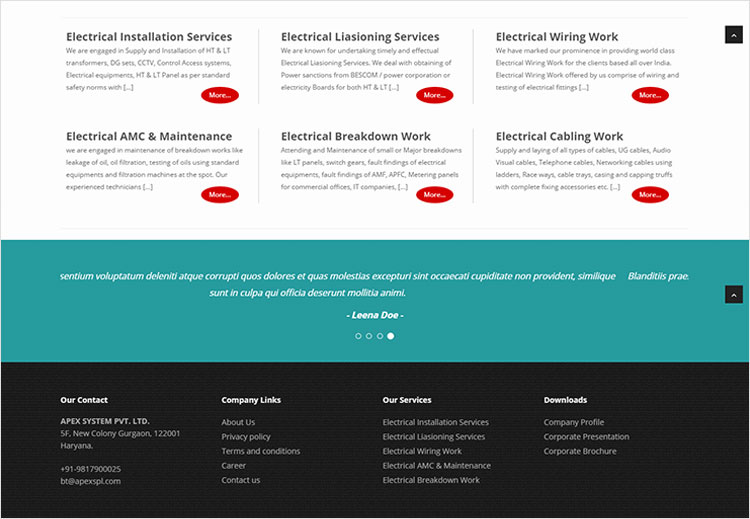 Electrical Installation Services
We are engaged in Supply and Installation of HT & LT
transformers, DG sets, CCTV, Control Access systems,
Electrical equipments, HT & LT Panel as per standard
safety norms with [...]
More...
Electrical Liasioning Services
We are known for undertaking timely and effectual
Electrical Liasioning Services. We deal with obtaining of
Power sanctions from BESCOM / power corporation or
electricity Boards for both HT & LT [...]
More...
Electrical Wiring Work
We have marked our prominence in providing world class
Electrical Wiring Work for the clients based all over India.
Electrical Wiring Work offered by us comprise of wiring and
testing of electrical fittings [...]
More...
Electrical AMC & Maintenance
we are engaged in maintenance of breakdown works like
leakage of oil, oil filtration, testing of oils using standard
equipments and filtration machines at the spot. Our
experienced technicians [...]
More...
Electrical Breakdown Work
Attending and Maintenance of small or Major breakdowns
like LT panels, switch gears, fault findings of electrical
equipments, fault findings of AMF, APFC, Metering panels
for commercial offices, IT companies, [...]
More...
Electrical Cabling Work
Supply and laying of all types of cables, UG cables, Audio
Visual cables, Telephone cables, Networking cables using
ladders, Race ways, cable trays, casing and capping truffs
with complete fixing accessories etc. [...]
More...
sentium voluptatum deleniti atque corrupti quos dolores et quas molestias excepturi sint occaecati cupiditate non provident, similique
sunt in culpa qui officia deserunt mollitia animi.
- Leena Doe -
Blanditiis prae
Our Contact
APEX SYSTEM PVT. LTD.
5F, New Colony Gurgaon, 122001
Haryana.
+91-9817900025
bt@apexspl.com
Company Links
About Us
Privacy policy
Terms and conditions
Career
Contact us
Our Services
Electrical Installation Services
Electrical Liasioning Services
Electrical Wiring Work
Electrical AMC & Maintenance
Electrical Breakdown Work
Downloads
Company Profile
Corporate Presentation
Corporate Brochure